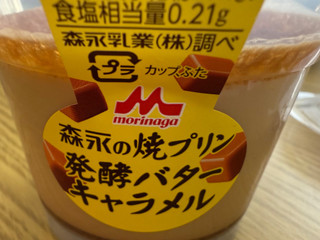 食塩相当量0.21g
森永乳業(株)調べ
プラ カップ,ふた
morinaga
森永の焼プリン
発酵バター
キャラメル